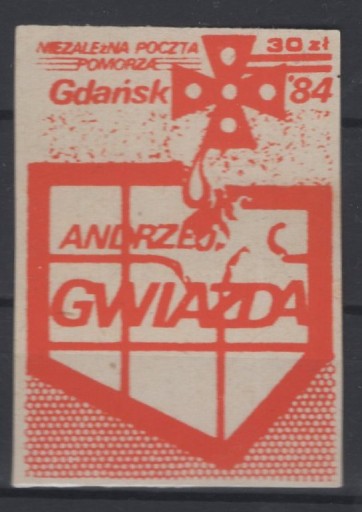 NIEZALEŻNA POCZTA
POMORZA
30 zł
Gdańsk '84
ANDRZEJ
GWIAZDA